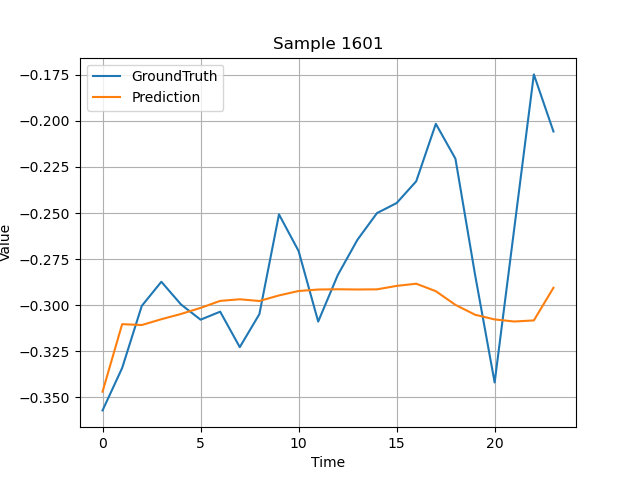 Sample 1601
GroundTruth
Prediction
−0.175
−0.200
−0.225
−0.250
−0.275
−0.300
−0.325
−0.350
Value
0 5 10 15 20
Time